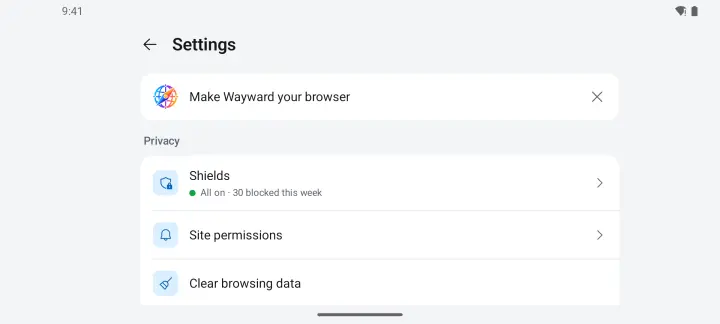 9:41
Settings
Make Wayward your browser
Privacy
Shields
All on · 30 blocked this week
Site permissions
Clear browsing data